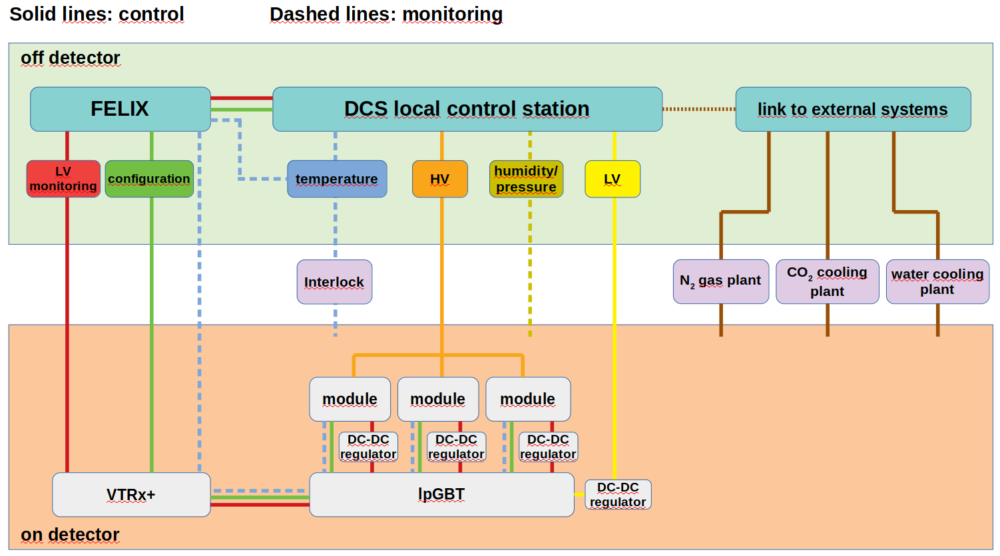 Solid lines: control
Dashed lines: monitoring
off detector
FELIX
DCS local control station
link to external systems
LV
monitoring
configuration
temperature
HV
humidity/
pressure
LV
Interlock
N2 gas plant
CO2 cooling
plant
water cooling
plant
module
module
module
DC-DC
regulator
DC-DC
regulator
DC-DC
regulator
VTRx+
lpGBT
DC-DC
regulator
on detector